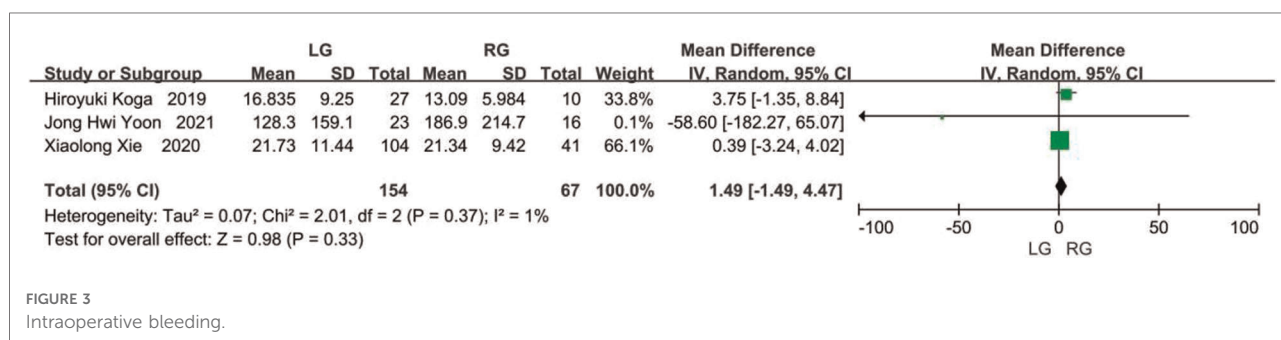 LG RG Mean Difference Mean Difference
Study or Subgroup Mean SD Total Mean SD Total Weight IV, Random, 95% CI IV, Random, 95% CI
Hiroyuki Koga 2019 16.835 9.25 27 13.09 5.984 10 33.8% 3.75 [-1.35, 8.84]
Jong Hwi Yoon 2021 128.3 159.1 23 186.9 214.7 16 0.1% -58.60 [-182.27, 65.07]
Xiaolong Xie 2020 21.73 11.44 104 21.34 9.42 41 66.1% 0.39 [-3.24, 4.02]
Total (95% CI) 154 67 100.0% 1.49 [-1.49, 4.47]
Heterogeneity: Tau² = 0.07; Chi² = 2.01, df = 2 (P = 0.37); I² = 1%
Test for overall effect: Z = 0.98 (P = 0.33)
-100 -50 0 50 100
LG RG
FIGURE 3
Intraoperative bleeding.